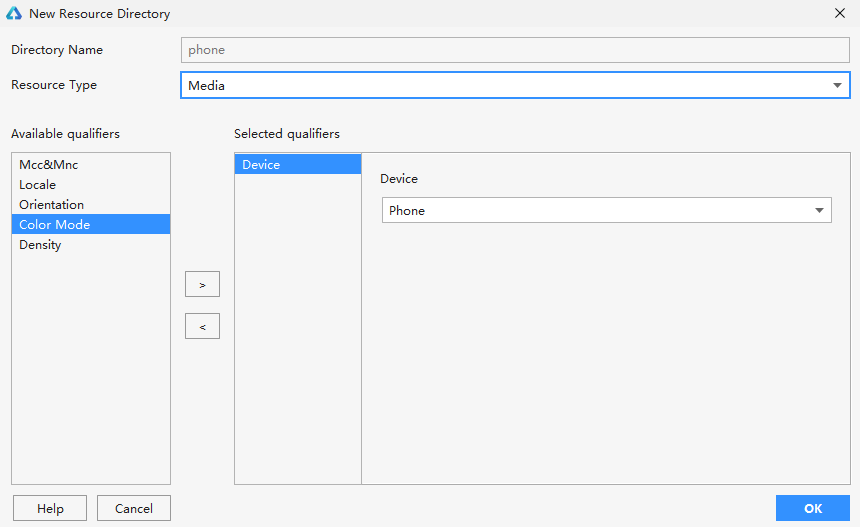 New Resource Directory
Directory Name
phone
Resource Type
Media
Available qualifiers
Selected qualifiers
Mcc&Mnc
Locale
Orientation
Color Mode
Density
>
<
Device
Device
Phone
Help
Cancel
OK